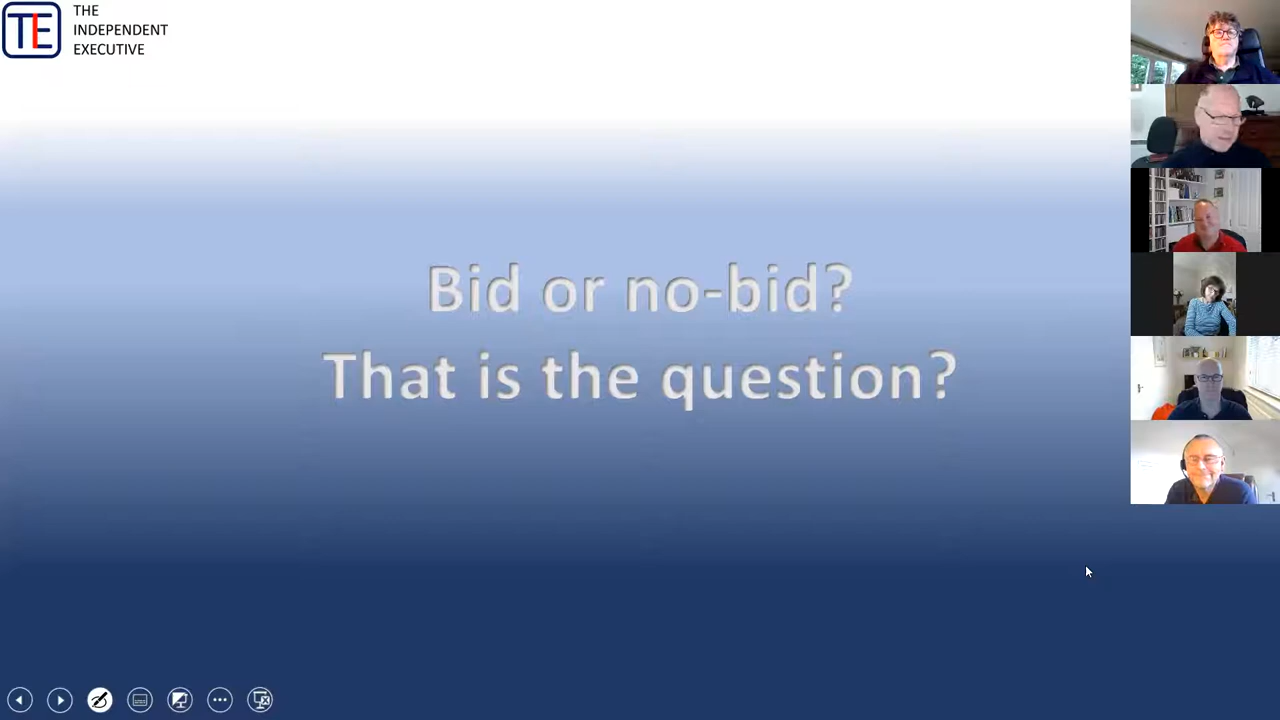 TE
THE
INDEPENDENT
EXECUTIVE
Bid or no-bid?
That is the question?